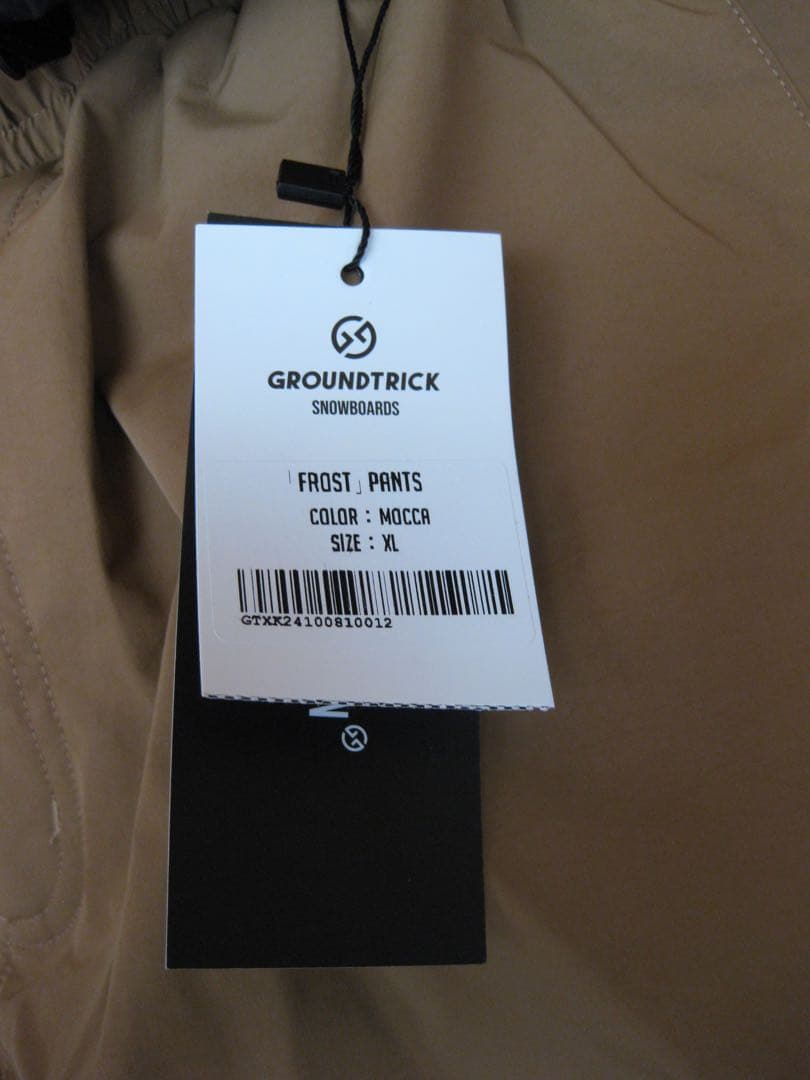 GROUNDTRICK
SNOWBOARDS
「FROST」PANTS
COLOR : MOCCA
SIZE : XL
GTXK24100810012